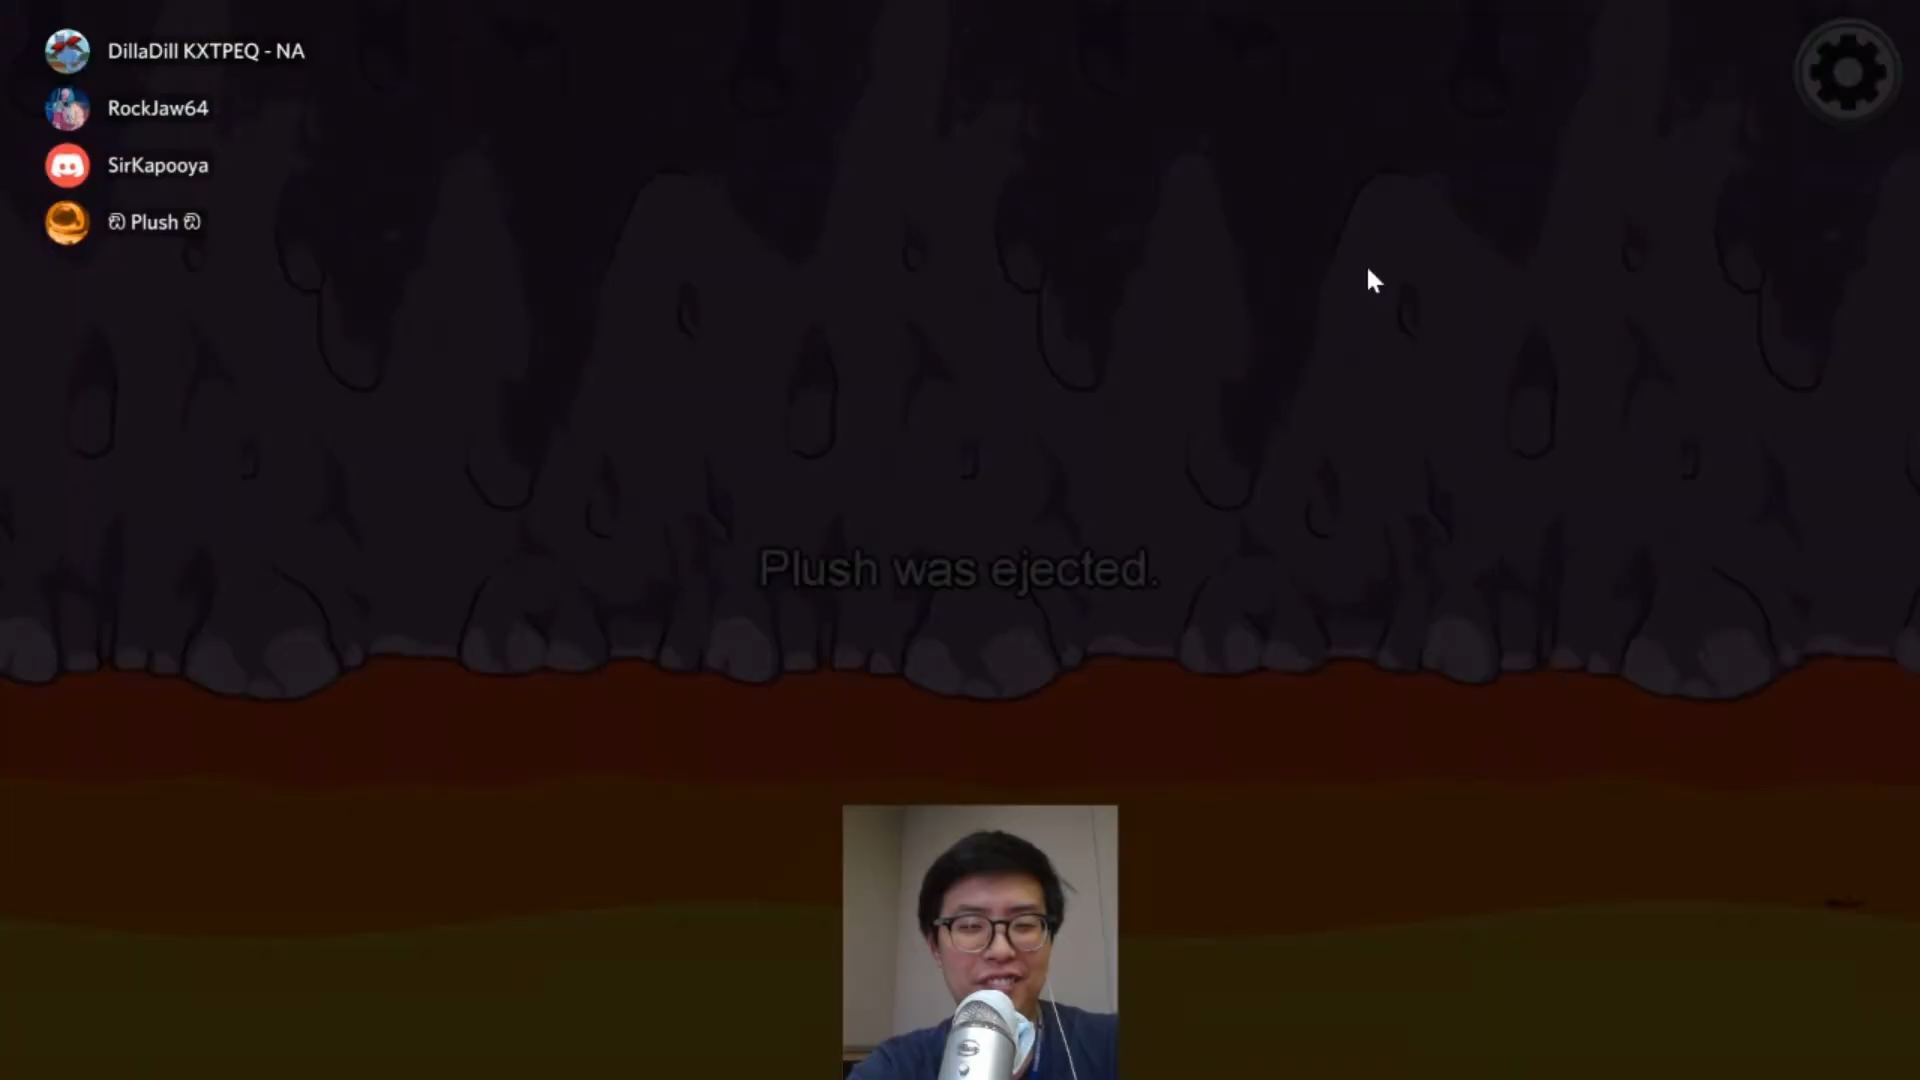 DillaDill KXTPEQ - NA
RockJaw64
SirKapooya
ඞ Plush ඞ
Plush was ejected.